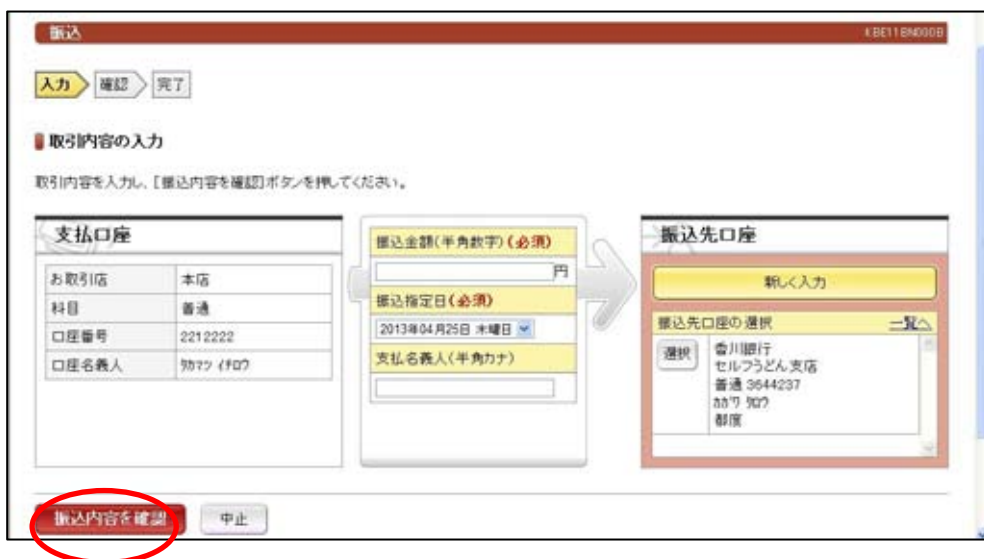 振込
入力
確認
完了
取引内容の入力
取引内容を入力し、[振込内容を確認]ボタンを押してください。
支払口座
お取引店 本店
科目 普通
口座番号 2212222
口座名義人 ﾀｶﾏﾂ ｲﾁﾛｳ
振込金額(半角数字)(必須)
円
振込指定日(必須)
2013年04月25日 木曜日
支払名義人(半角カナ)
振込先口座
新しく入力
振込先口座の選択 一覧へ
選択
香川銀行
セルフうどん支店
普通 3644237
ｶｶﾞﾜ ﾀﾛｳ
都度
振込内容を確認
中止